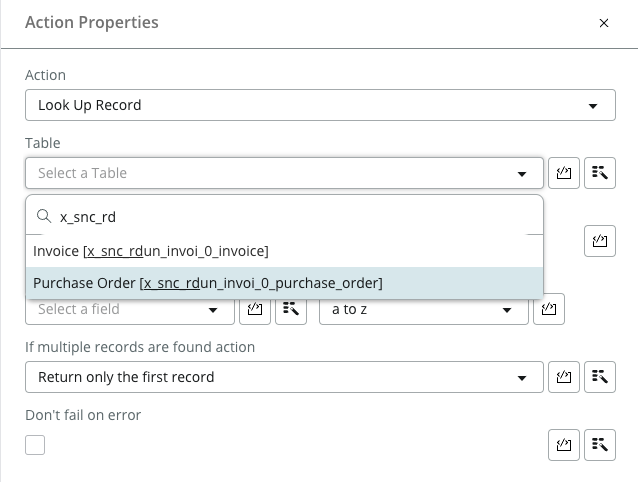 Action Properties
Action
Look Up Record
Table
Select a Table
x_snc_rd
Invoice [x_snc_rdun_invoi_0_invoice]
Purchase Order [x_snc_rdun_invoi_0_purchase_order]
Select a field
a to z
If multiple records are found action
Return only the first record
Don't fail on error